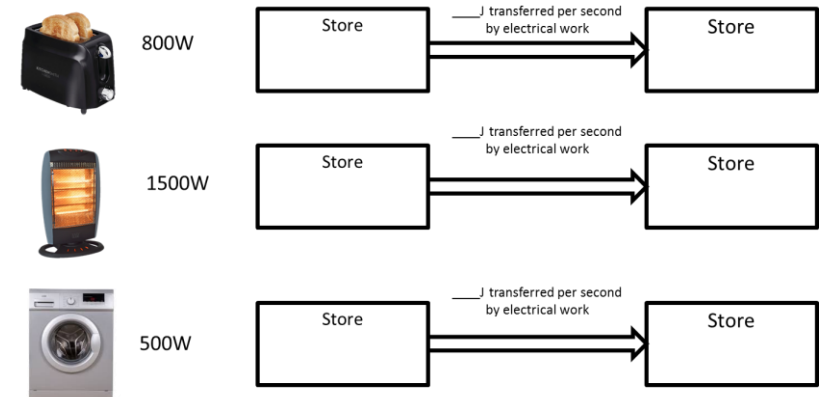 ____J transferred per second
by electrical work
800W
Store
Store
____J transferred per second
by electrical work
1500W
Store
Store
____J transferred per second
by electrical work
500W
Store
Store